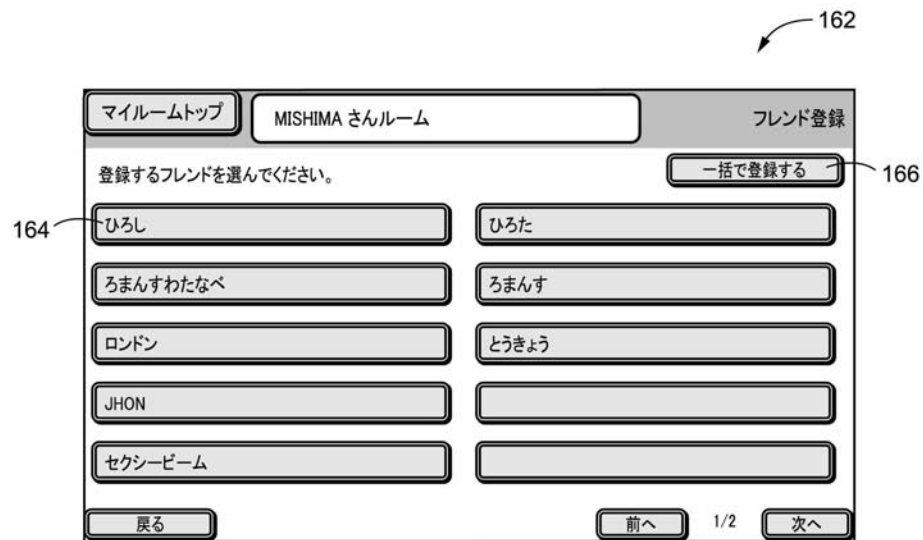 162
マイルームトップ MISHIMA さんルーム フレンド登録
登録するフレンドを選んでください。 一括で登録する 166
164 ひろし ひろた
ろまんすわたなべ ろまんす
ロンドン とうきょう
JHON
セクシービーム
戻る 前へ 1/2 次へ